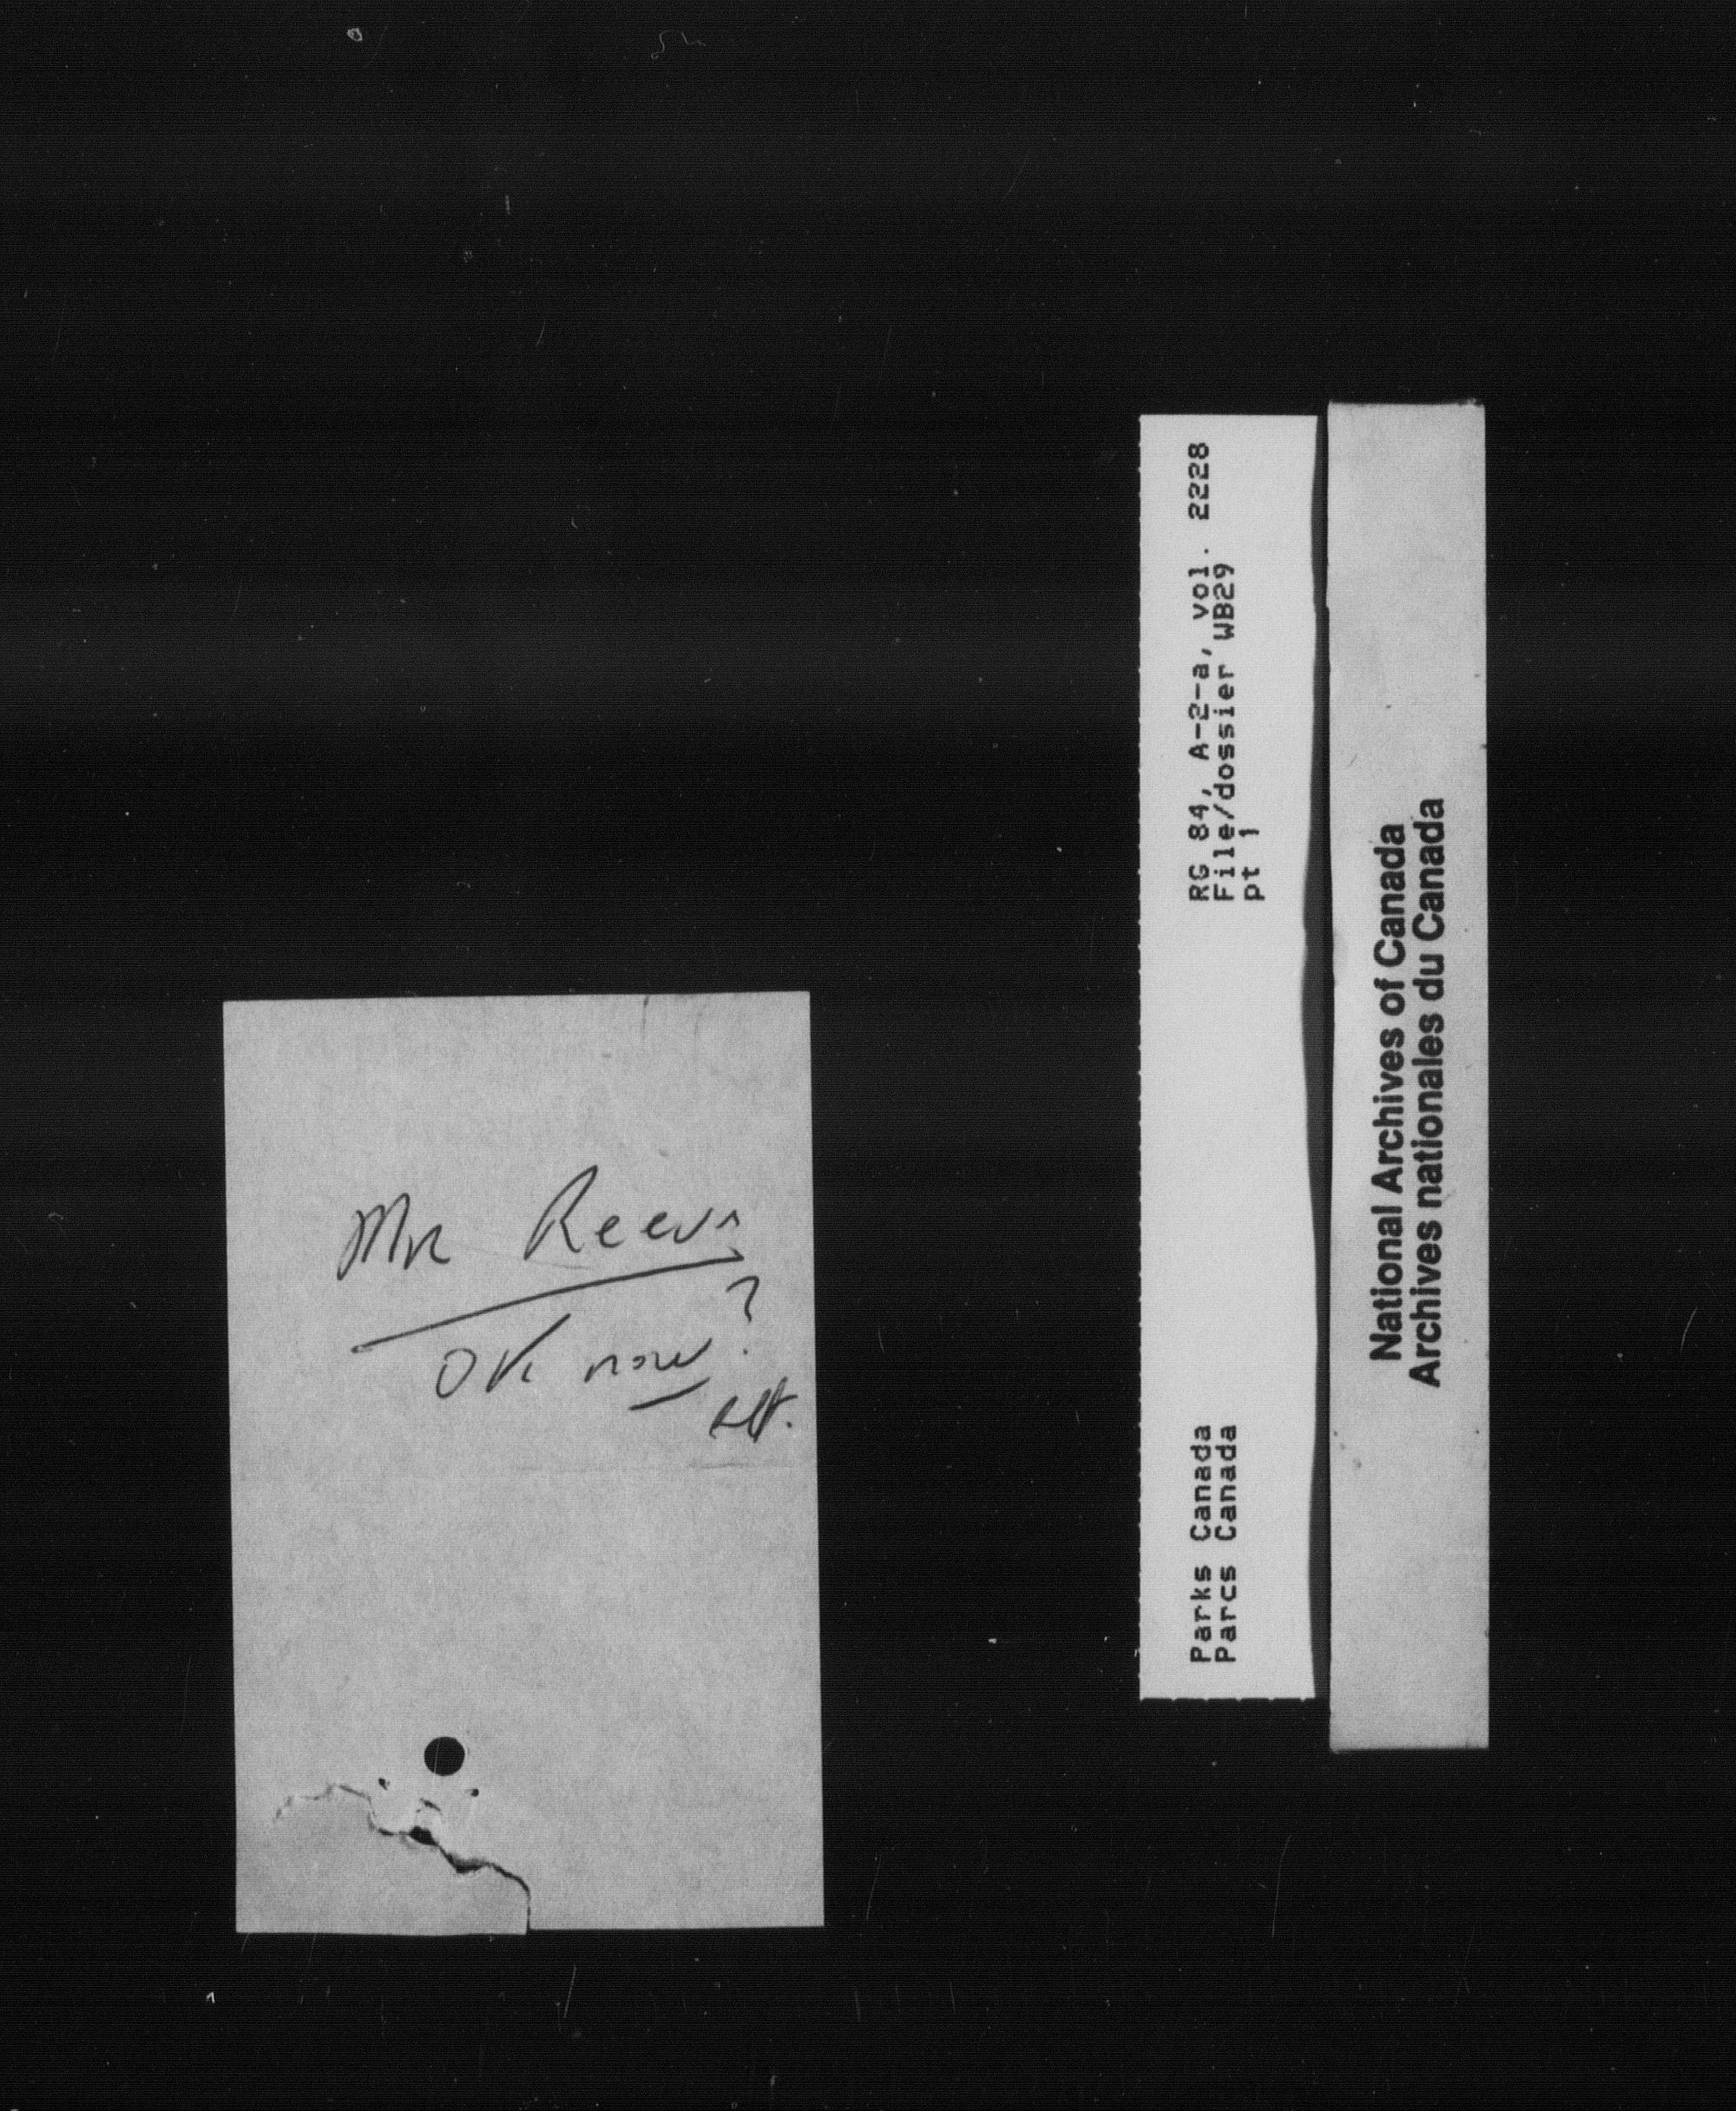 Mr Reeves
OK now?
RG 84, A-2-a, vol. 2228
File/dossier WB29
pt 1
Parks Canada
Parcs Canada
National Archives of Canada
Archives nationales du Canada